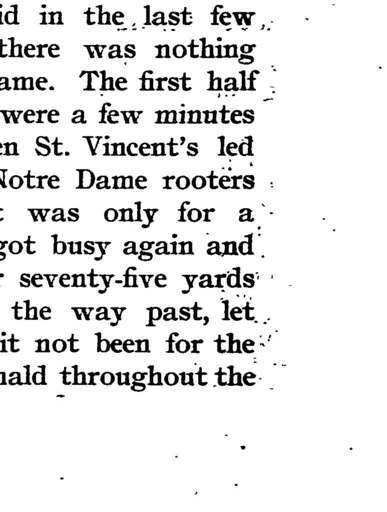 id in the last few
there was nothing
ame. The first half
were a few minutes
en St. Vincent's led
Notre Dame rooters
was only for a
got busy again and
r seventy-five yards
the way past, let
it not been for the
nald throughout the